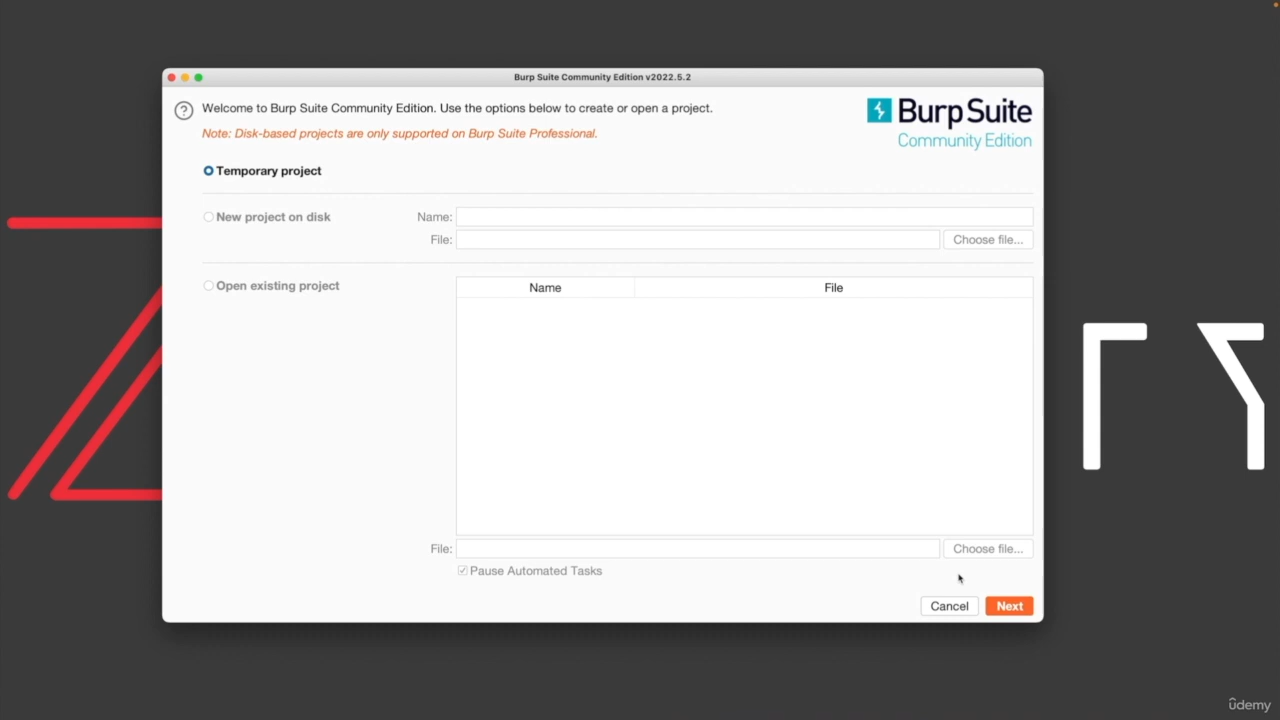 Burp Suite Community Edition v2022.5.2
Welcome to Burp Suite Community Edition. Use the options below to create or open a project.
Note: Disk-based projects are only supported on Burp Suite Professional.
Burp Suite
Community Edition
Temporary project
New project on disk
Name:
File:
Choose file...
Open existing project
Name
File
File:
Choose file...
Pause Automated Tasks
Cancel
Next
udemy